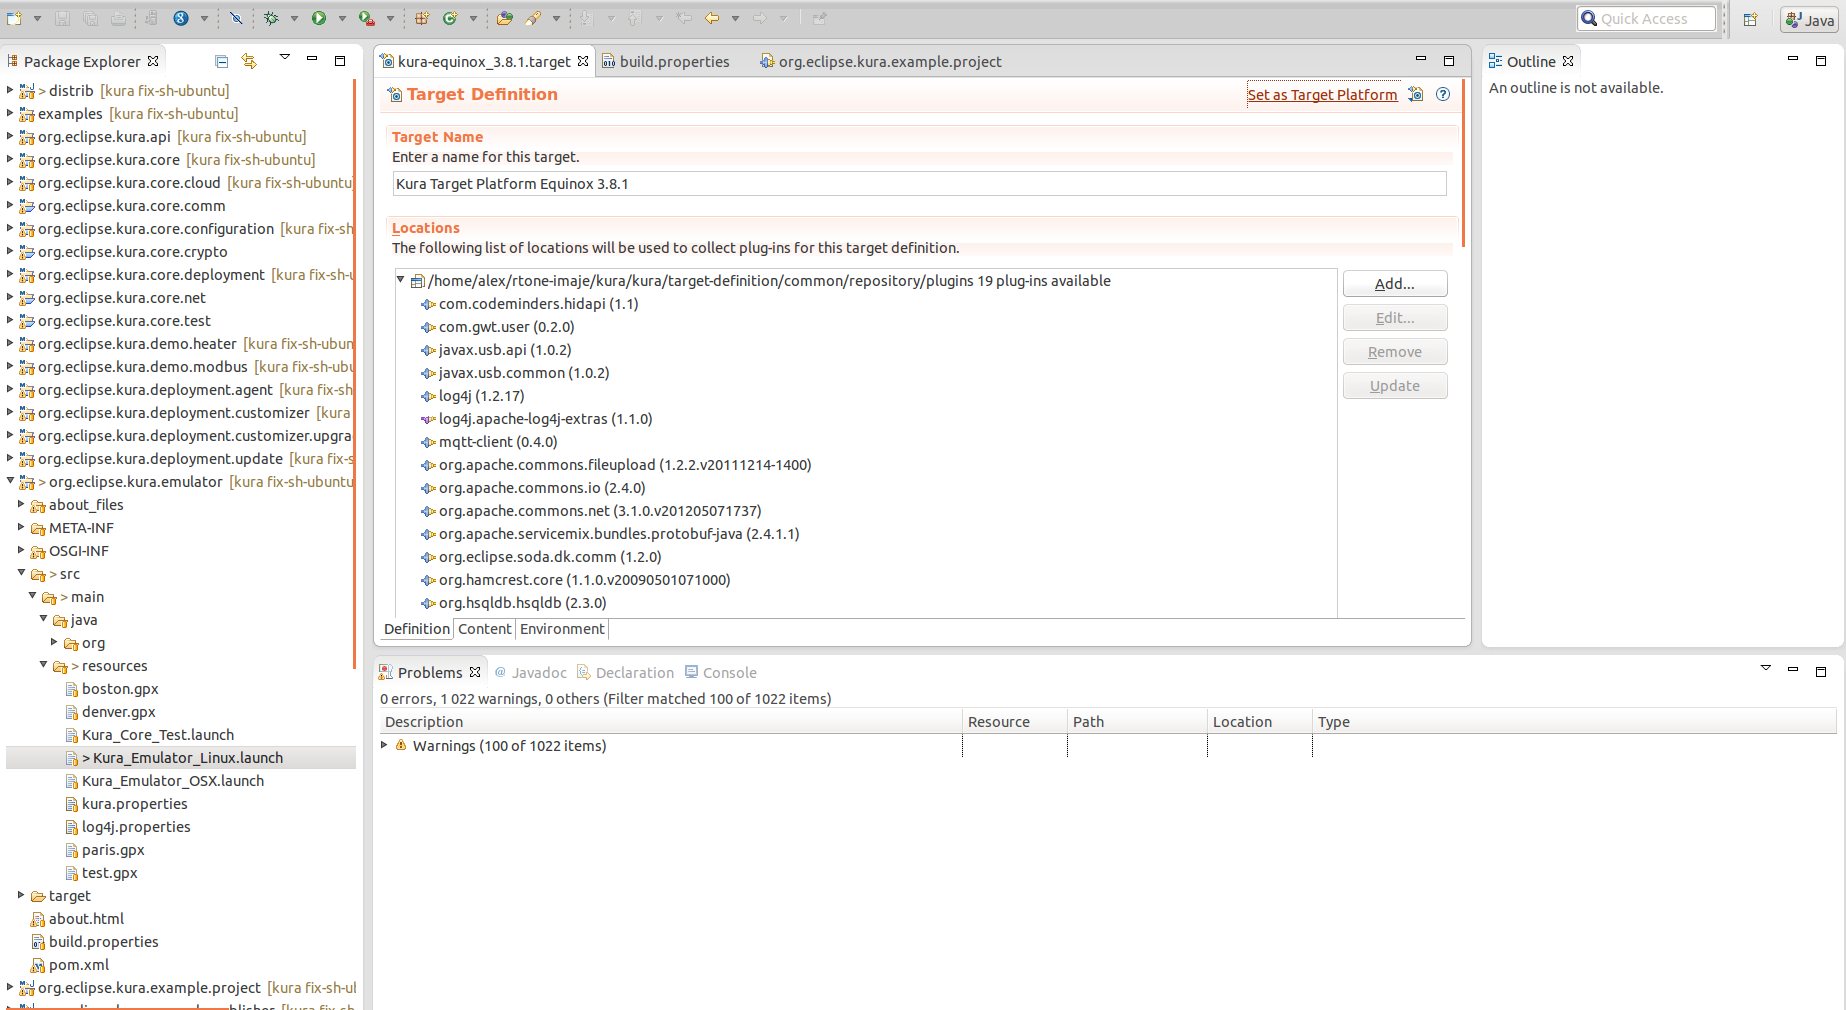 Quick Access
Java
Package Explorer
> distrib [kura fix-sh-ubuntu]
examples [kura fix-sh-ubuntu]
org.eclipse.kura.api [kura fix-sh-ubuntu]
org.eclipse.kura.core [kura fix-sh-ubuntu]
org.eclipse.kura.core.cloud [kura fix-sh-ubuntu]
org.eclipse.kura.core.comm
org.eclipse.kura.core.configuration [kura fix-sh
org.eclipse.kura.core.crypto
org.eclipse.kura.core.deployment [kura fix-sh-u
org.eclipse.kura.core.net
org.eclipse.kura.core.test
org.eclipse.kura.demo.heater [kura fix-sh-ubun
org.eclipse.kura.demo.modbus [kura fix-sh-ubu
org.eclipse.kura.deployment.agent [kura fix-sh
org.eclipse.kura.deployment.customizer [kura
org.eclipse.kura.deployment.customizer.upgra
org.eclipse.kura.deployment.update [kura fix-s
> org.eclipse.kura.emulator [kura fix-sh-ubuntu
about_files
META-INF
OSGI-INF
> src
> main
java
org
> resources
boston.gpx
denver.gpx
Kura_Core_Test.launch
> Kura_Emulator_Linux.launch
Kura_Emulator_OSX.launch
kura.properties
log4j.properties
paris.gpx
test.gpx
target
about.html
build.properties
pom.xml
org.eclipse.kura.example.project [kura fix-sh-ul
kura-equinox_3.8.1.target
build.properties
org.eclipse.kura.example.project
Target Definition
Set as Target Platform
Target Name
Enter a name for this target.
Kura Target Platform Equinox 3.8.1
Locations
The following list of locations will be used to collect plug-ins for this target definition.
/home/alex/rtone-imaje/kura/kura/target-definition/common/repository/plugins 19 plug-ins available
com.codeminders.hidapi (1.1)
com.gwt.user (0.2.0)
javax.usb.api (1.0.2)
javax.usb.common (1.0.2)
log4j (1.2.17)
log4j.apache-log4j-extras (1.1.0)
mqtt-client (0.4.0)
org.apache.commons.fileupload (1.2.2.v20111214-1400)
org.apache.commons.io (2.4.0)
org.apache.commons.net (3.1.0.v201205071737)
org.apache.servicemix.bundles.protobuf-java (2.4.1.1)
org.eclipse.soda.dk.comm (1.2.0)
org.hamcrest.core (1.1.0.v20090501071000)
org.hsqldb.hsqldb (2.3.0)
Add...
Edit...
Remove
Update
Definition Content Environment
Outline
An outline is not available.
Problems @ Javadoc Declaration Console
0 errors, 1 022 warnings, 0 others (Filter matched 100 of 1022 items)
Description Resource Path Location Type
Warnings (100 of 1022 items)